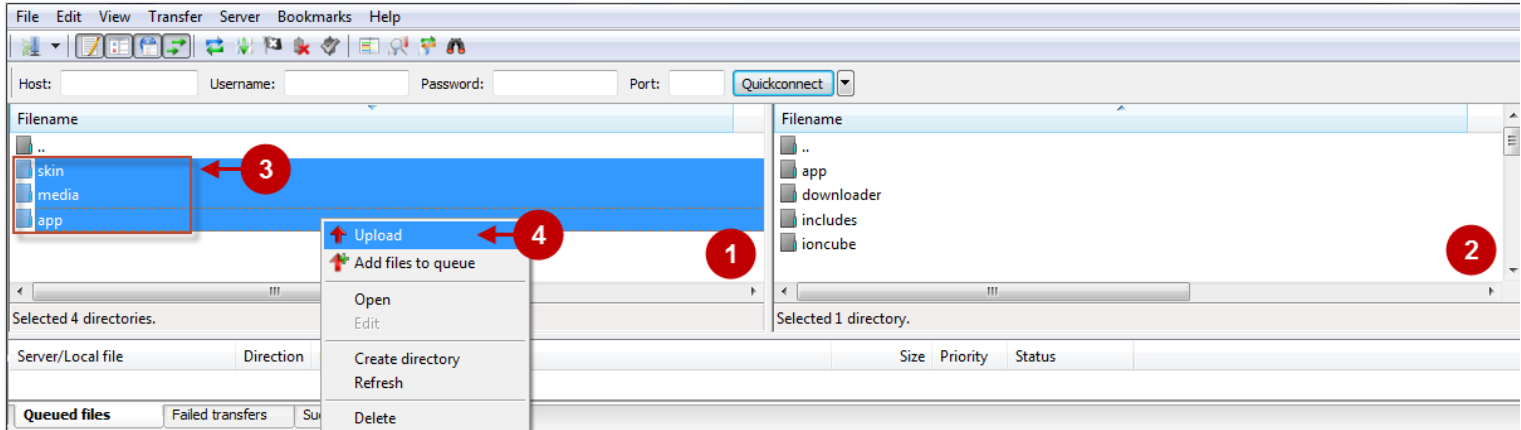 File Edit View Transfer Server Bookmarks Help
Host: Username: Password: Port: Quickconnect
Filename Filename
.. ..
skin 3 app
media downloader
app includes
Upload 4 1 ioncube 2
Add files to queue
Open
Selected 4 directories. Selected 1 directory.
Edit
Server/Local file Direction Size Priority Status
Create directory
Refresh
Queued files Failed transfers Delete